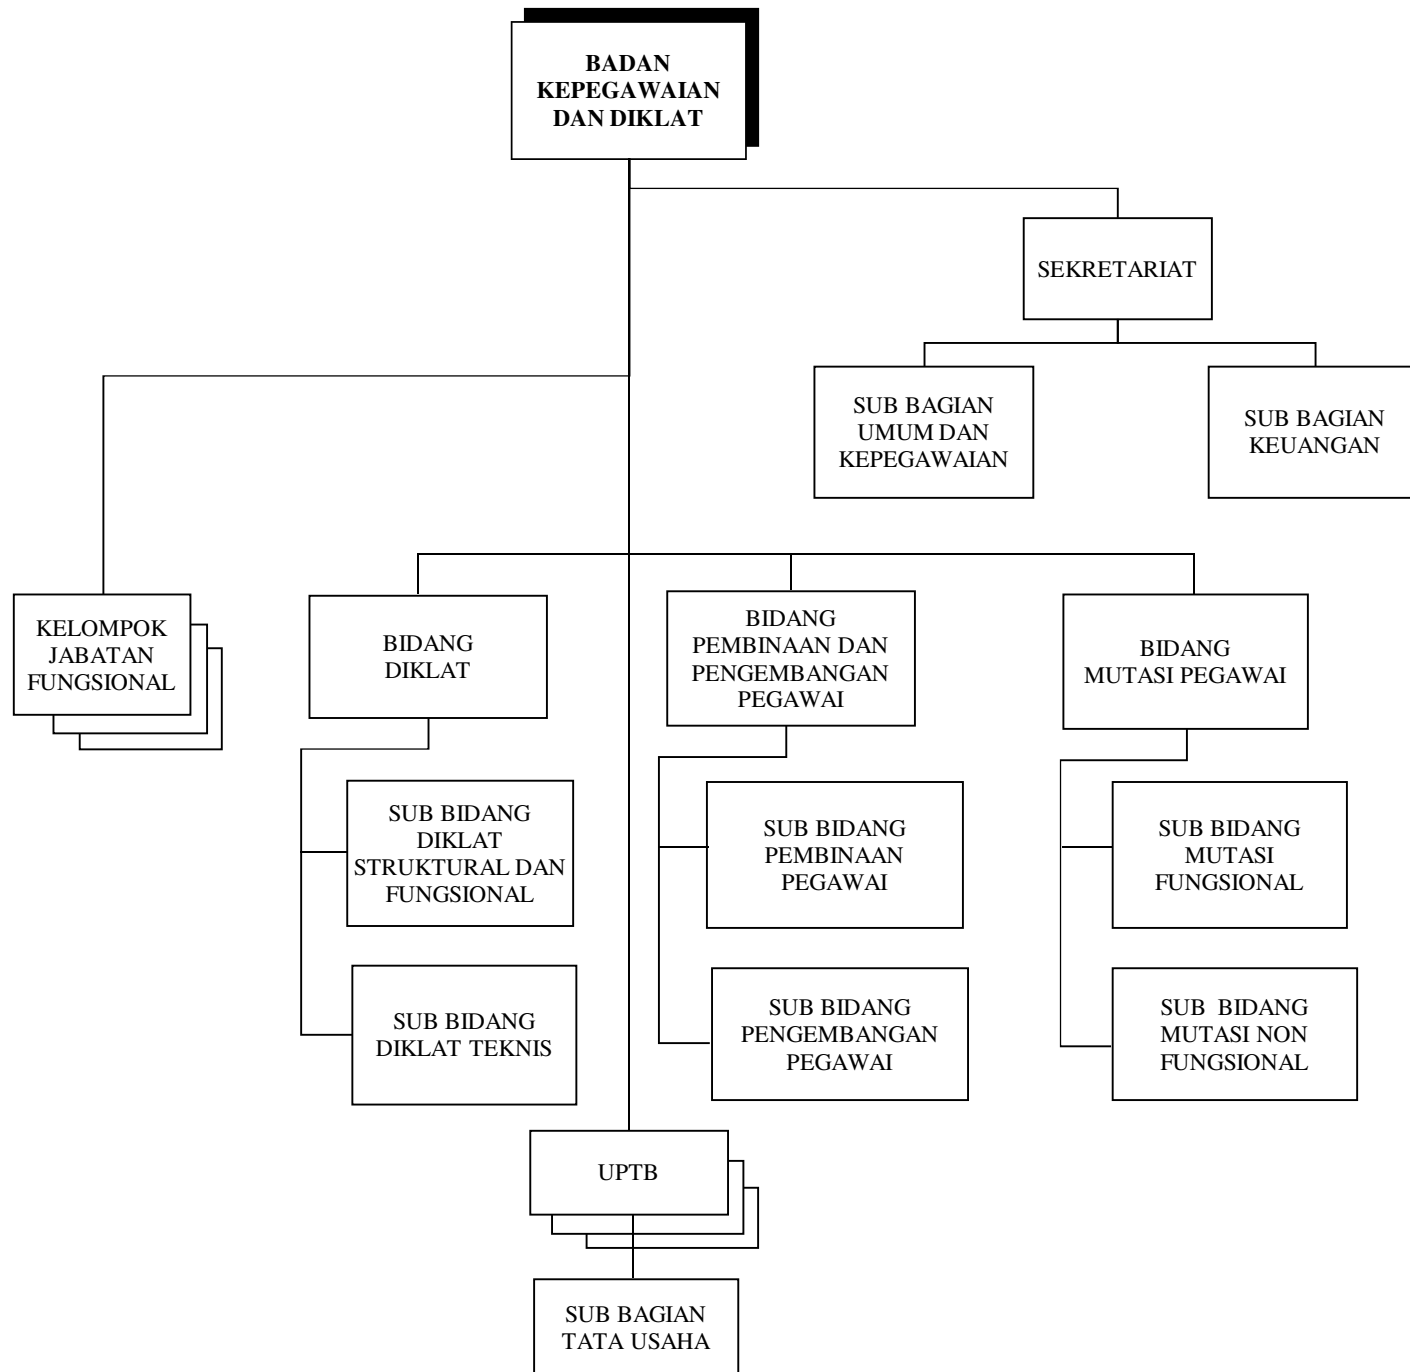 BADAN
KEPEGAWAIAN
DAN DIKLAT
SEKRETARIAT
SUB BAGIAN
UMUM DAN
KEPEGAWAIAN
SUB BAGIAN
KEUANGAN
KELOMPOK
JABATAN
FUNGSIONAL
BIDANG
DIKLAT
BIDANG
PEMBINAAN DAN
PENGEMBANGAN
PEGAWAI
BIDANG
MUTASI PEGAWAI
SUB BIDANG
DIKLAT
STRUKTURAL DAN
FUNGSIONAL
SUB BIDANG
PEMBINAAN
PEGAWAI
SUB BIDANG
MUTASI
FUNGSIONAL
SUB BIDANG
DIKLAT TEKNIS
SUB BIDANG
PENGEMBANGAN
PEGAWAI
SUB  BIDANG
MUTASI NON
FUNGSIONAL
UPTB
SUB BAGIAN
TATA USAHA